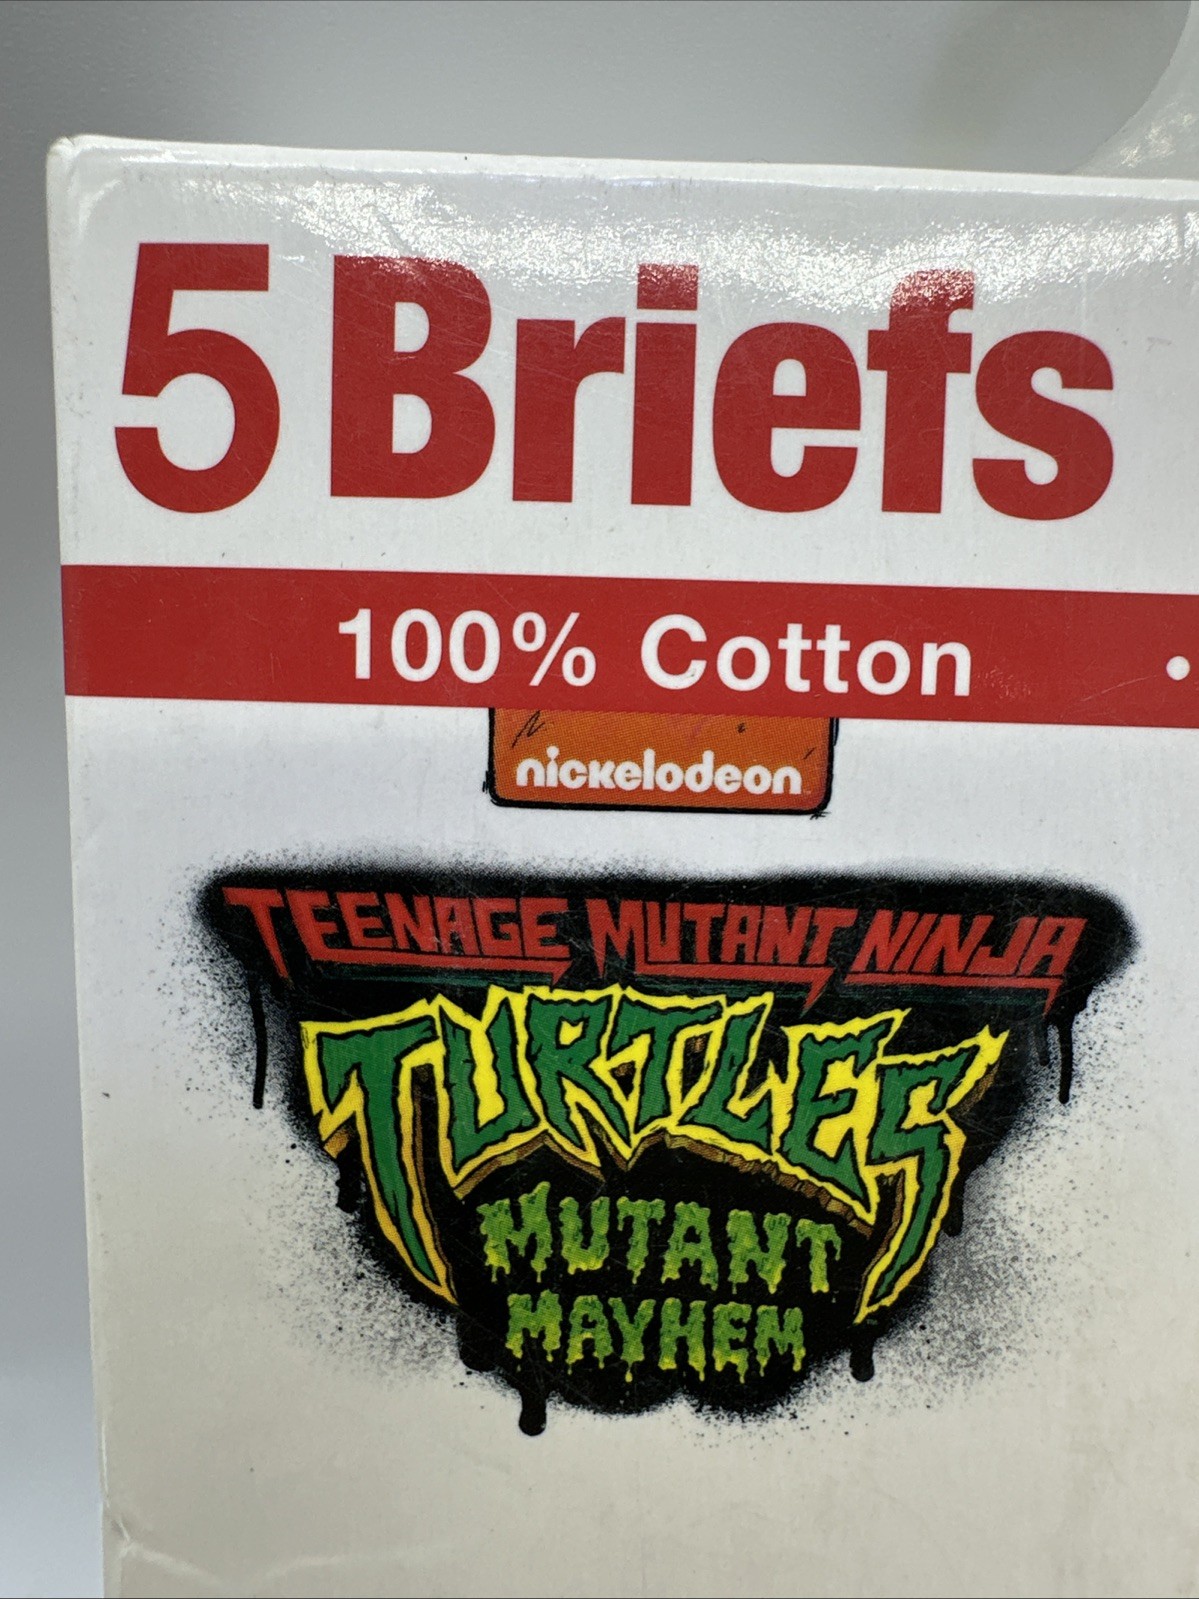 5 Briefs
100% Cotton •
nickelodeon
TEENAGE MUTANT NINJA
TURTLES
MUTANT
MAYHEM